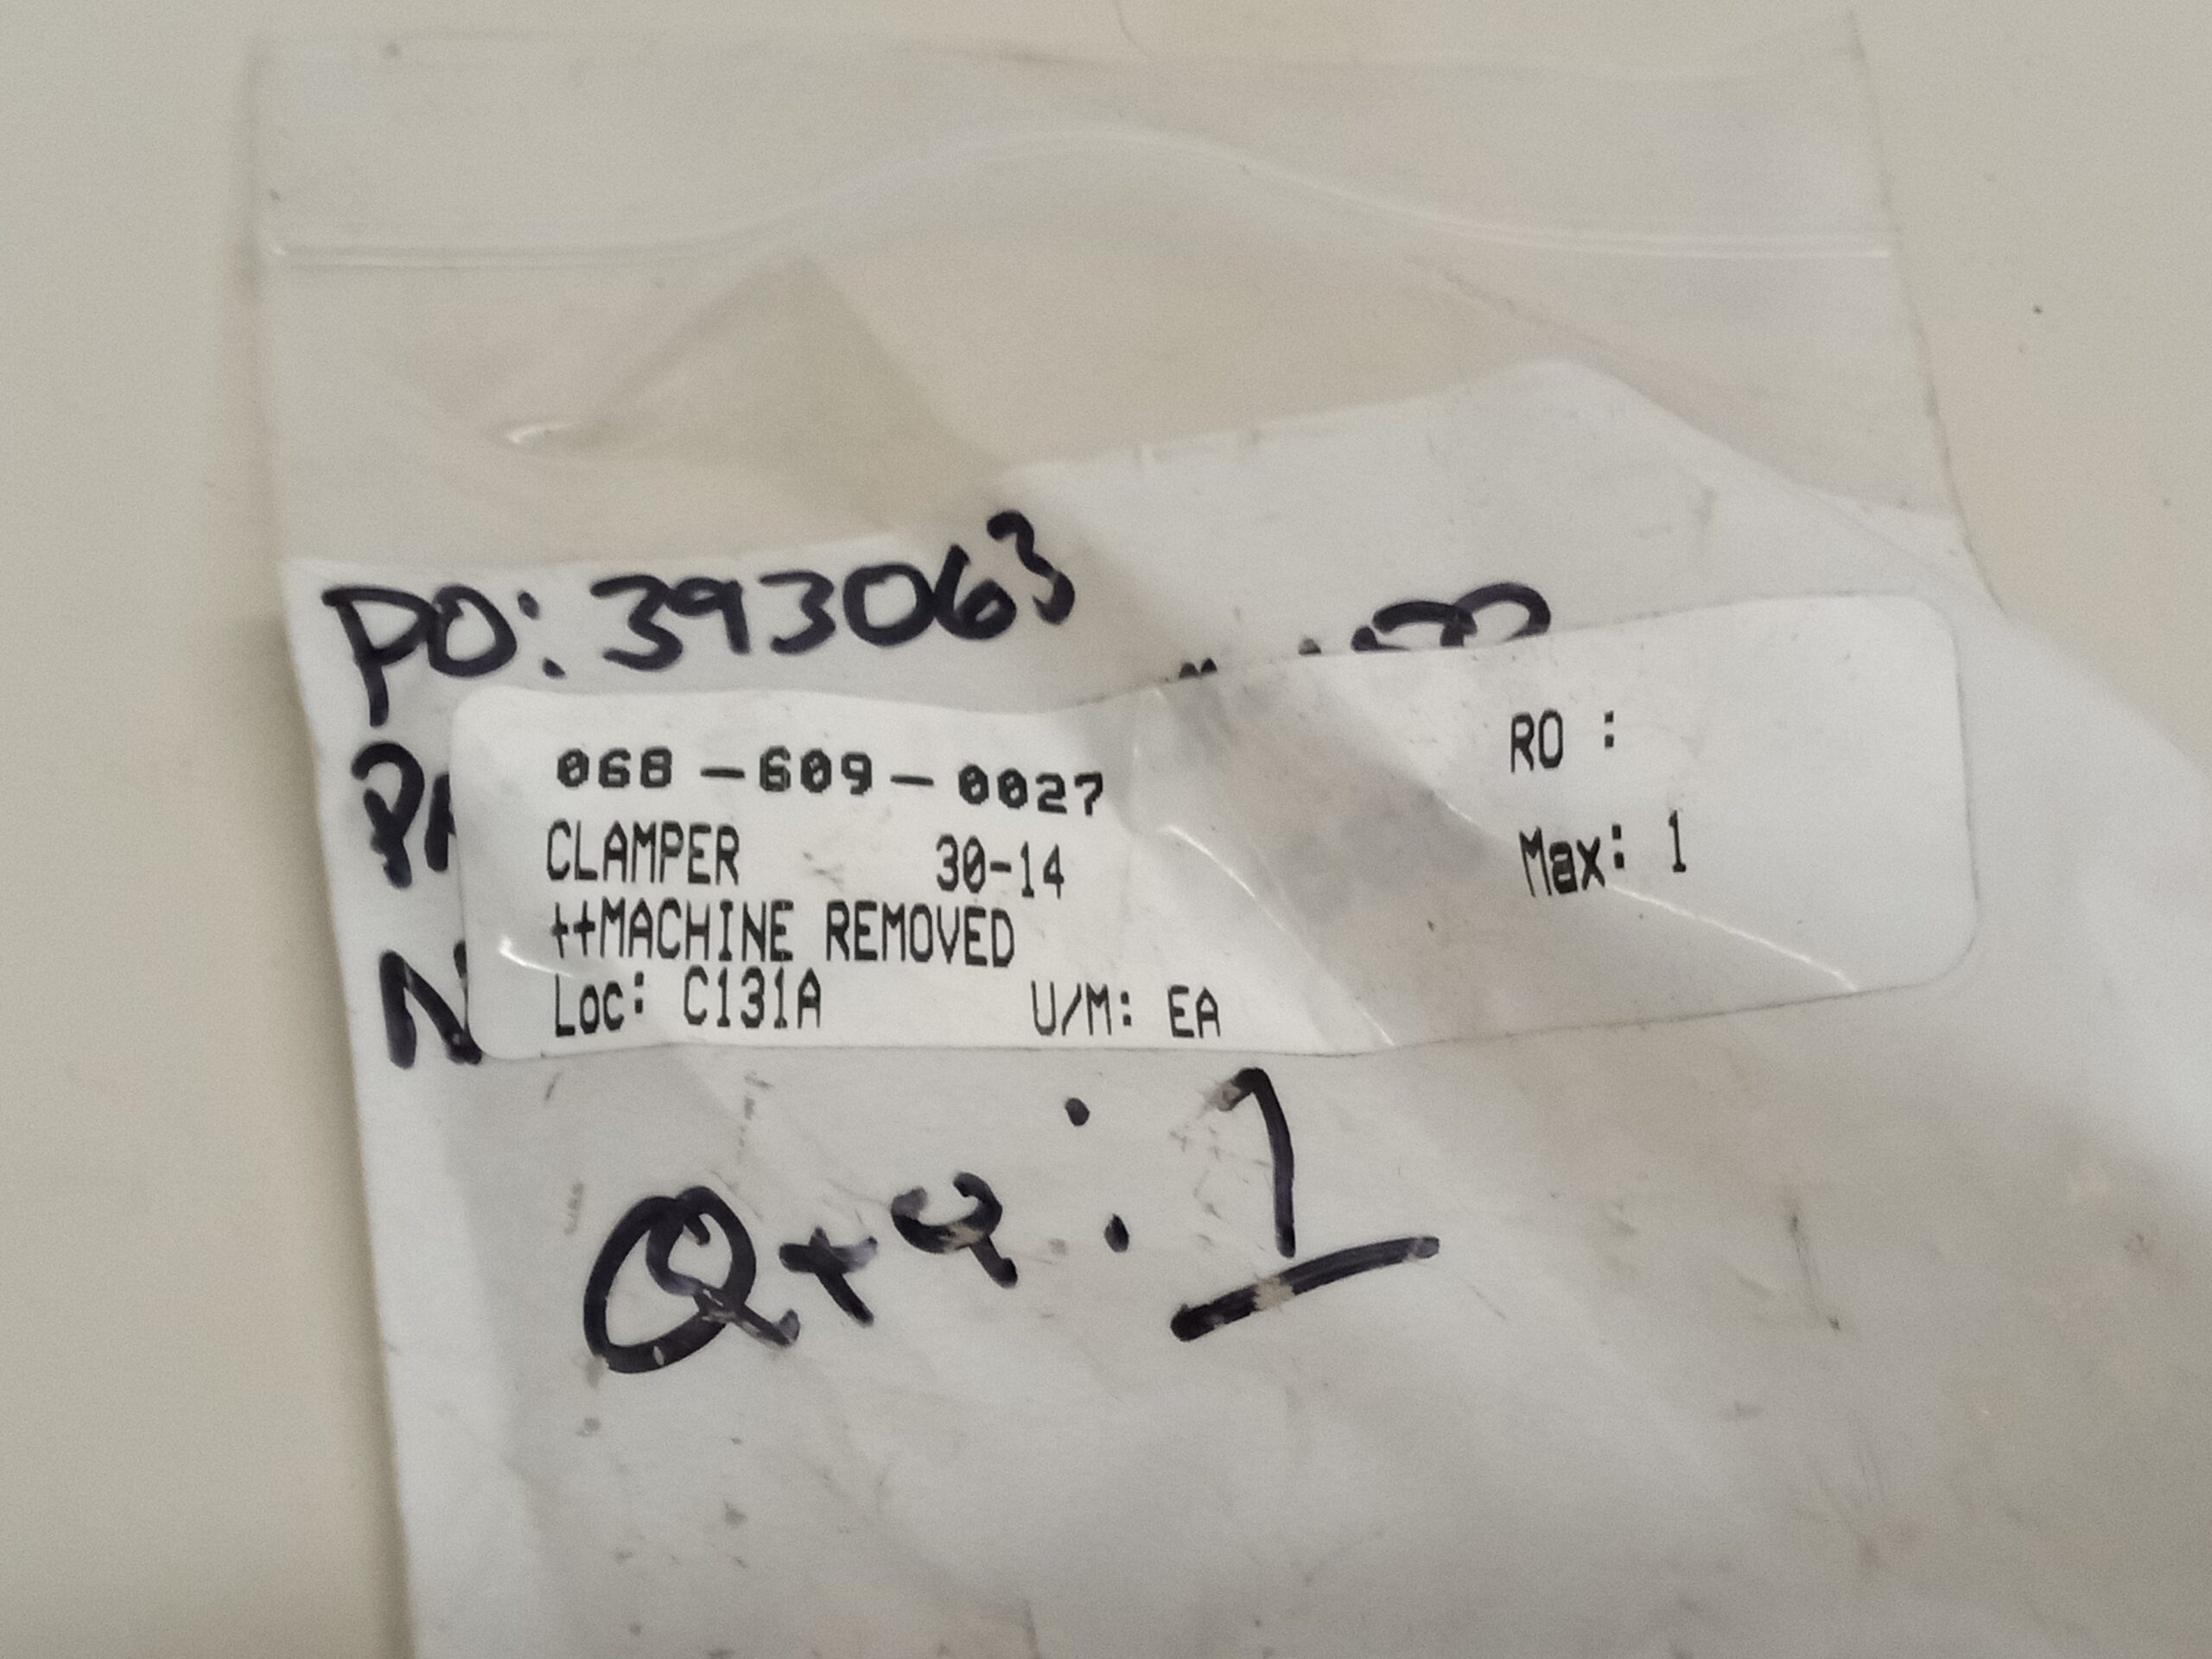 PO: 393063
068-609-0027
RO :
CLAMPER 30-14
Max: 1
++MACHINE REMOVED
Loc: C131A U/M: EA
Qty: 1